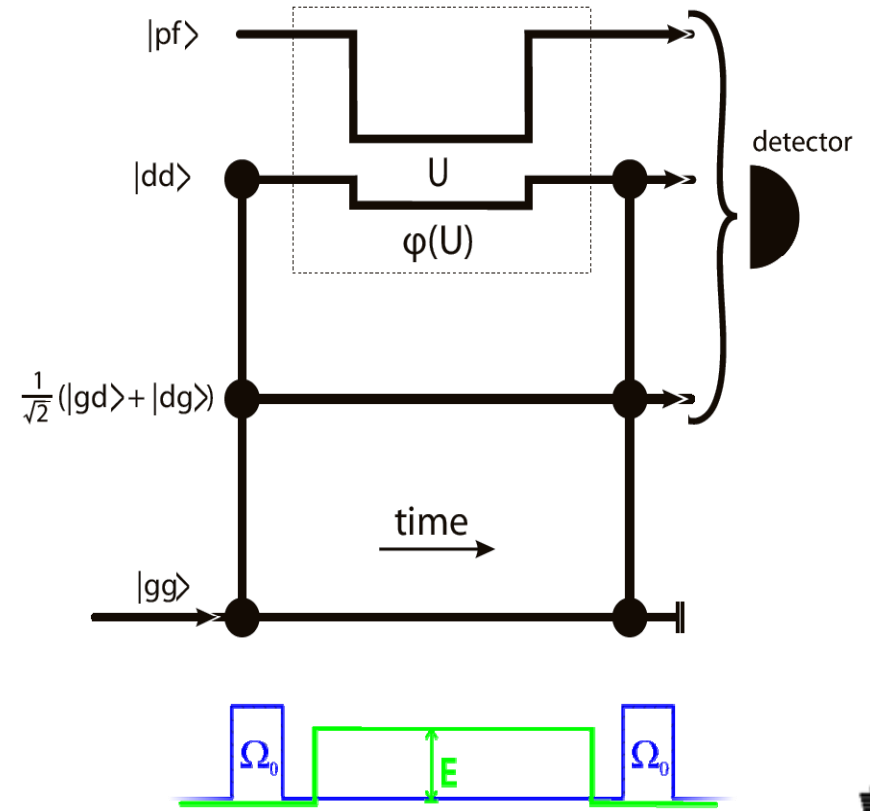 |pf>
detector
|dd>
U
φ(U)
1/√2 (|gd>+|dg>)
time
|gg>
Ω₀
E
Ω₀